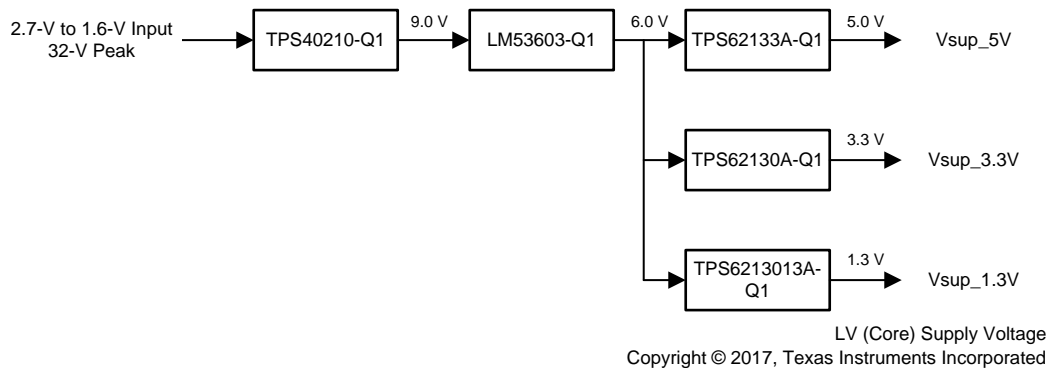 2.7-V to 1.6-V Input
32-V Peak
TPS40210-Q1
9.0 V
LM53603-Q1
6.0 V
TPS62133A-Q1
5.0 V
Vsup_5V
TPS62130A-Q1
3.3 V
Vsup_3.3V
TPS6213013A-
Q1
1.3 V
Vsup_1.3V
LV (Core) Supply Voltage
Copyright © 2017, Texas Instruments Incorporated